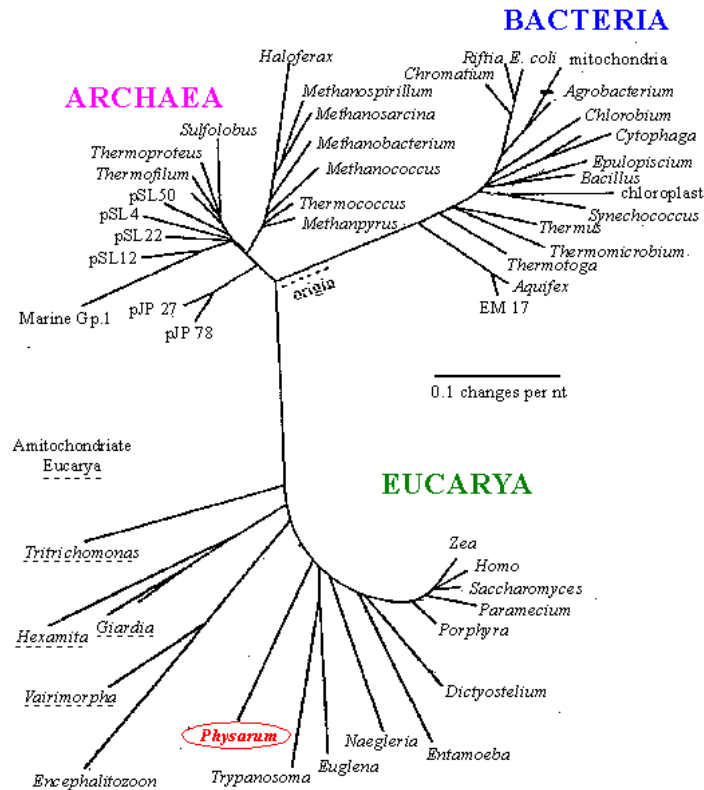 BACTERIA
Haloferax
Riftia E. coli mitochondria
Chromatium
ARCHAEA
Methanospirillum
Agrobacterium
Methanosarcina
Chlorobium
Sulfolobus
Cytophaga
Methanobacterium
Thermoproteus
Epulopiscium
Thermofilum
Methanococcus
Bacillus
pSL50
chloroplast
pSL4
Thermococcus
Synechococcus
Methanpyrus
Thermus
pSL22
Thermomicrobium
pSL12
Thermotoga
origin
Aquifex
Marine Gp.1
pJP 27
EM 17
pJP 78
0.1 changes per nt
Amitochondriate
Eucarya
EUCARYA
Tritrichomonas
Zea
Homo
Saccharomyces
Paramecium
Giardia
Porphyra
Hexamita
Vairimorpha
Dictyostelium
Physarum
Naegleria
Entamoeba
Euglena
Trypanosoma
Encephalitozoon